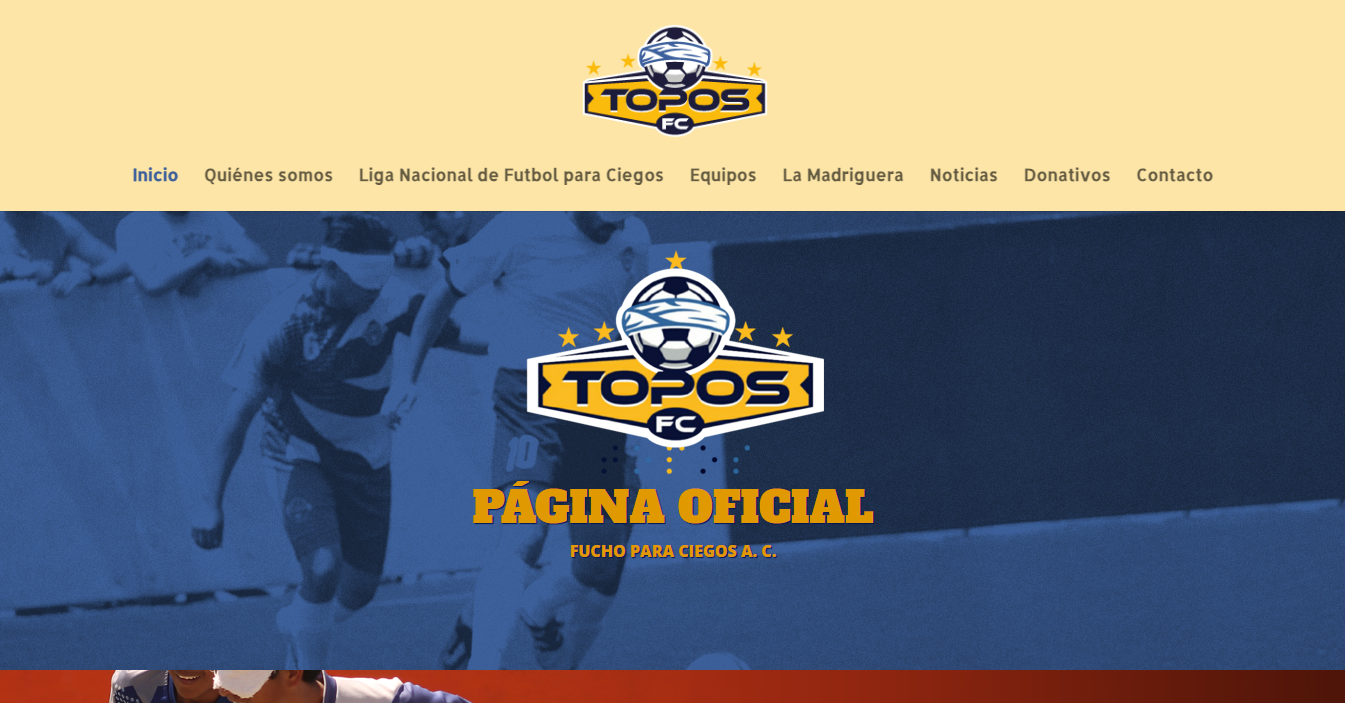 TOPOS
FC
Inicio Quiénes somos Liga Nacional de Futbol para Ciegos Equipos La Madriguera Noticias Donativos Contacto
TOPOS
FC
10
PÁGINA OFICIAL
FUCHO PARA CIEGOS A. C.